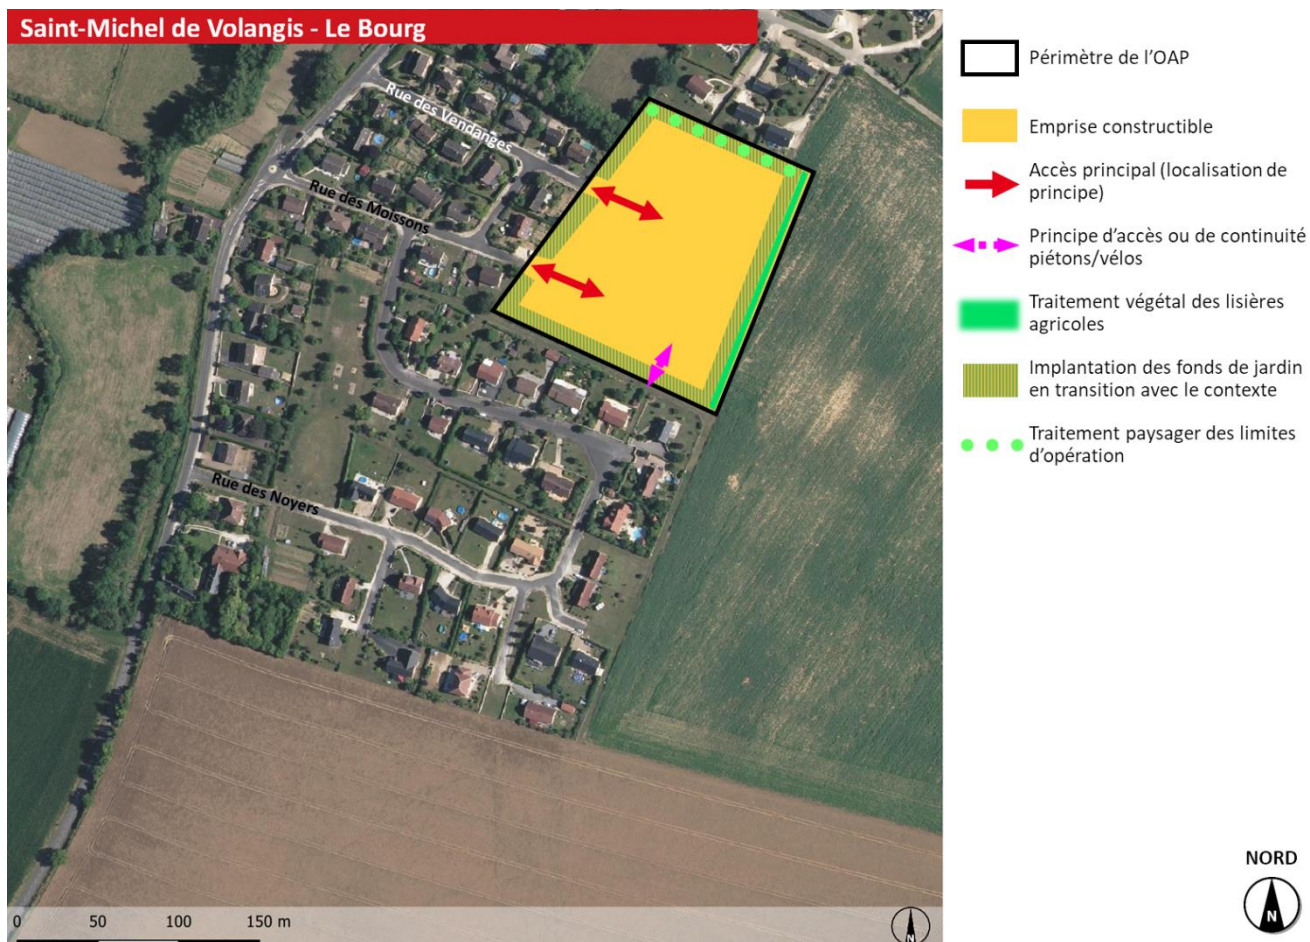 Saint-Michel de Volangis - Le Bourg
Rue des Vendanges
Rue des Moissons
Rue des Noyers
0 50 100 150 m
N
Périmètre de l'OAP
Emprise constructible
Accès principal (localisation de
principe)
Principe d'accès ou de continuité
piétons/vélos
Traitement végétal des lisières
agricoles
Implantation des fonds de jardin
en transition avec le contexte
Traitement paysager des limites
d'opération
NORD
N